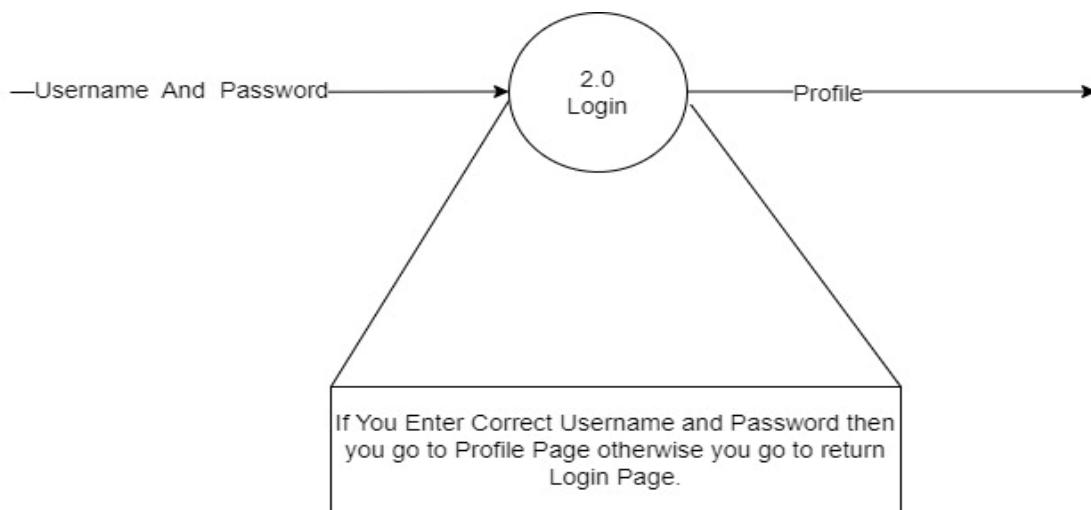 2.0
Login
Username And Password
Profile
If You Enter Correct Username and Password then
you go to Profile Page otherwise you go to return
Login Page.